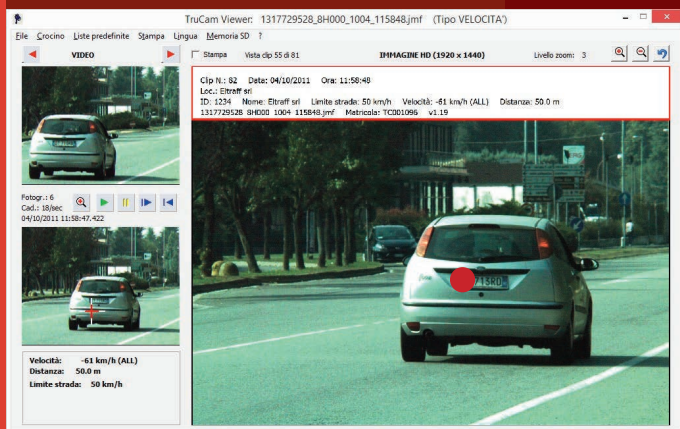 TruCam Viewer: 1317729528_8H000_1004_115848.jmf (Tipo VELOCITA')
File Crocino Liste predefinite Stampa Lingua Memoria SD ?
VIDEO
Stampa Vista clip 55 di 81 IMMAGINE HD (1920 x 1440) Livello zoom: 3
Clip N.: 82 Data: 04/10/2011 Ora: 11:58:48
Loc.: Eltraff srl
ID: 1234 Nome: Eltraff srl Limite strada: 50 km/h Velocità: -61 km/h (ALL) Distanza: 50.0 m
1317729528_8H000_1004_115848.jmf Matricola: TC001096 v1.19
Fotogr.: 6
Cad.: 18/sec
04/10/2011 11:58:47.422
715RD
Velocità: -61 km/h (ALL)
Distanza: 50.0 m
Limite strada: 50 km/h